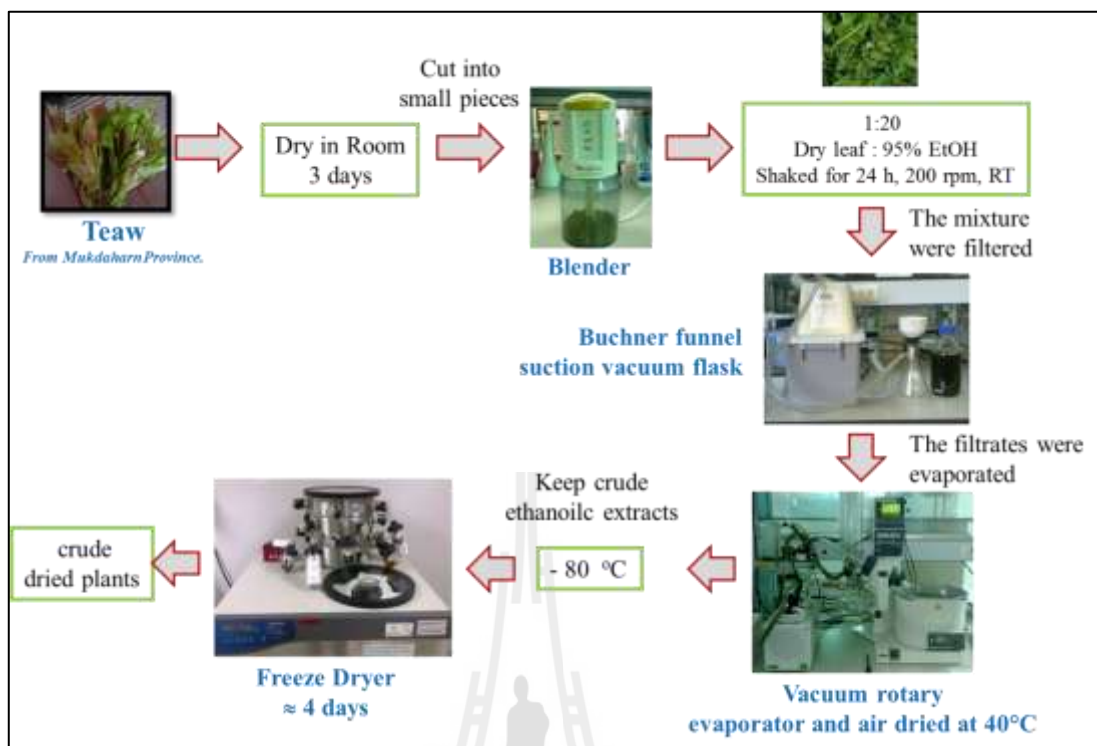 Teaw
From Mukdaharn Province.
Dry in Room
3 days
Cut into
small pieces
Blender
1:20
Dry leaf : 95% EtOH
Shaked for 24 h, 200 rpm, RT
The mixture
were filtered
Buchner funnel
suction vacuum flask
The filtrates were
evaporated
Vacuum rotary
evaporator and air dried at 40°C
Keep crude
ethanoilc extracts
- 80 °C
Freeze Dryer
≈ 4 days
crude
dried plants